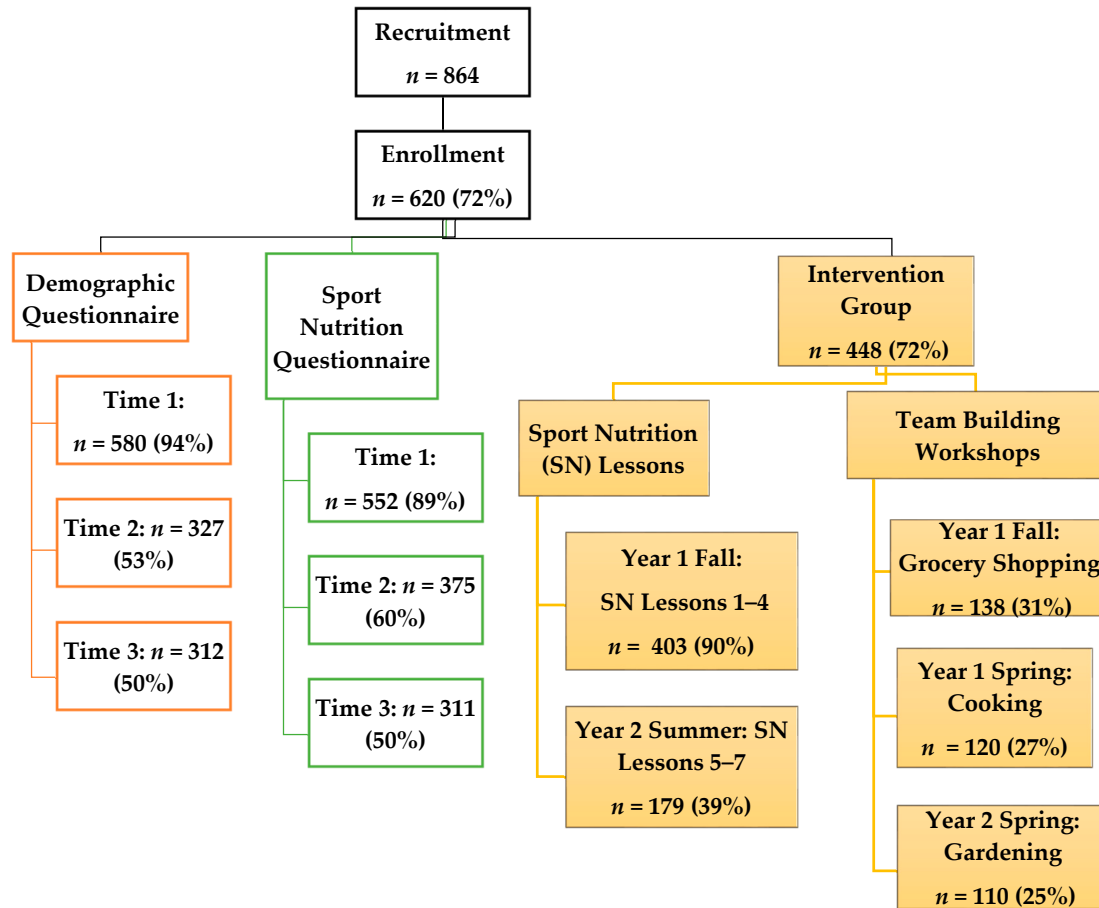 Recruitment
n = 864
Enrollment
n = 620 (72%)
Demographic
Questionnaire
Time 1:
n = 580 (94%)
Time 2: n = 327
(53%)
Time 3: n = 312
(50%)
Sport
Nutrition
Questionnaire
Time 1:
n = 552 (89%)
Time 2: n = 375
(60%)
Time 3: n = 311
(50%)
Intervention
Group
n = 448 (72%)
Sport Nutrition
(SN) Lessons
Year 1 Fall:
SN Lessons 1–4
n = 403 (90%)
Year 2 Summer: SN
Lessons 5–7
n = 179 (39%)
Team Building
Workshops
Year 1 Fall:
Grocery Shopping
n = 138 (31%)
Year 1 Spring:
Cooking
n = 120 (27%)
Year 2 Spring:
Gardening
n = 110 (25%)